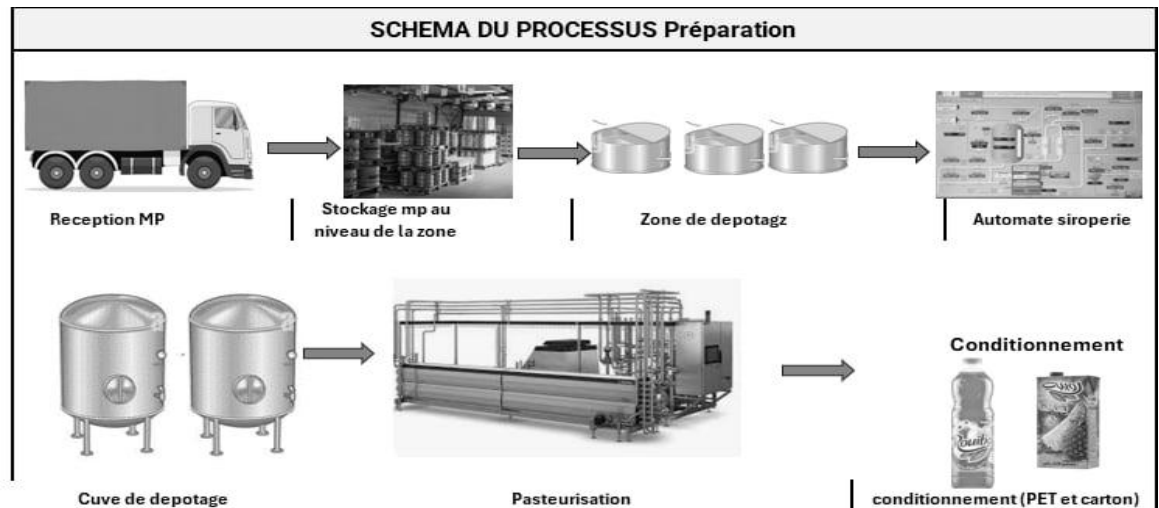 SCHEMA DU PROCESSUS Préparation
Reception MP
Stockage mp au
niveau de la zone
Zone de depotagz
Automate siroperie
Conditionnement
Rouiba
Cuve de depotage
Pasteurisation
conditionnement (PET et carton)